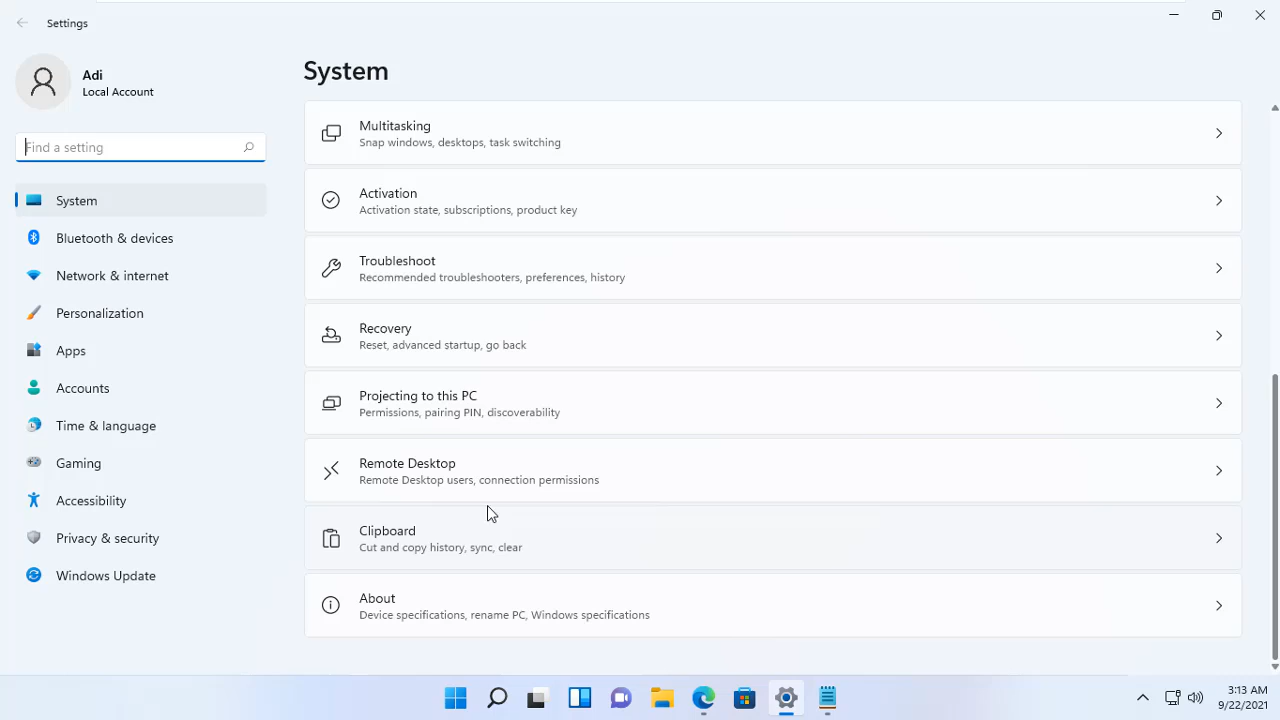 Settings
Adi
Local Account
Find a setting
System
Bluetooth & devices
Network & internet
Personalization
Apps
Accounts
Time & language
Gaming
Accessibility
Privacy & security
Windows Update
System
Multitasking
Snap windows, desktops, task switching
Activation
Activation state, subscriptions, product key
Troubleshoot
Recommended troubleshooters, preferences, history
Recovery
Reset, advanced startup, go back
Projecting to this PC
Permissions, pairing PIN, discoverability
Remote Desktop
Remote Desktop users, connection permissions
Clipboard
Cut and copy history, sync, clear
About
Device specifications, rename PC, Windows specifications
3:13 AM
9/22/2021